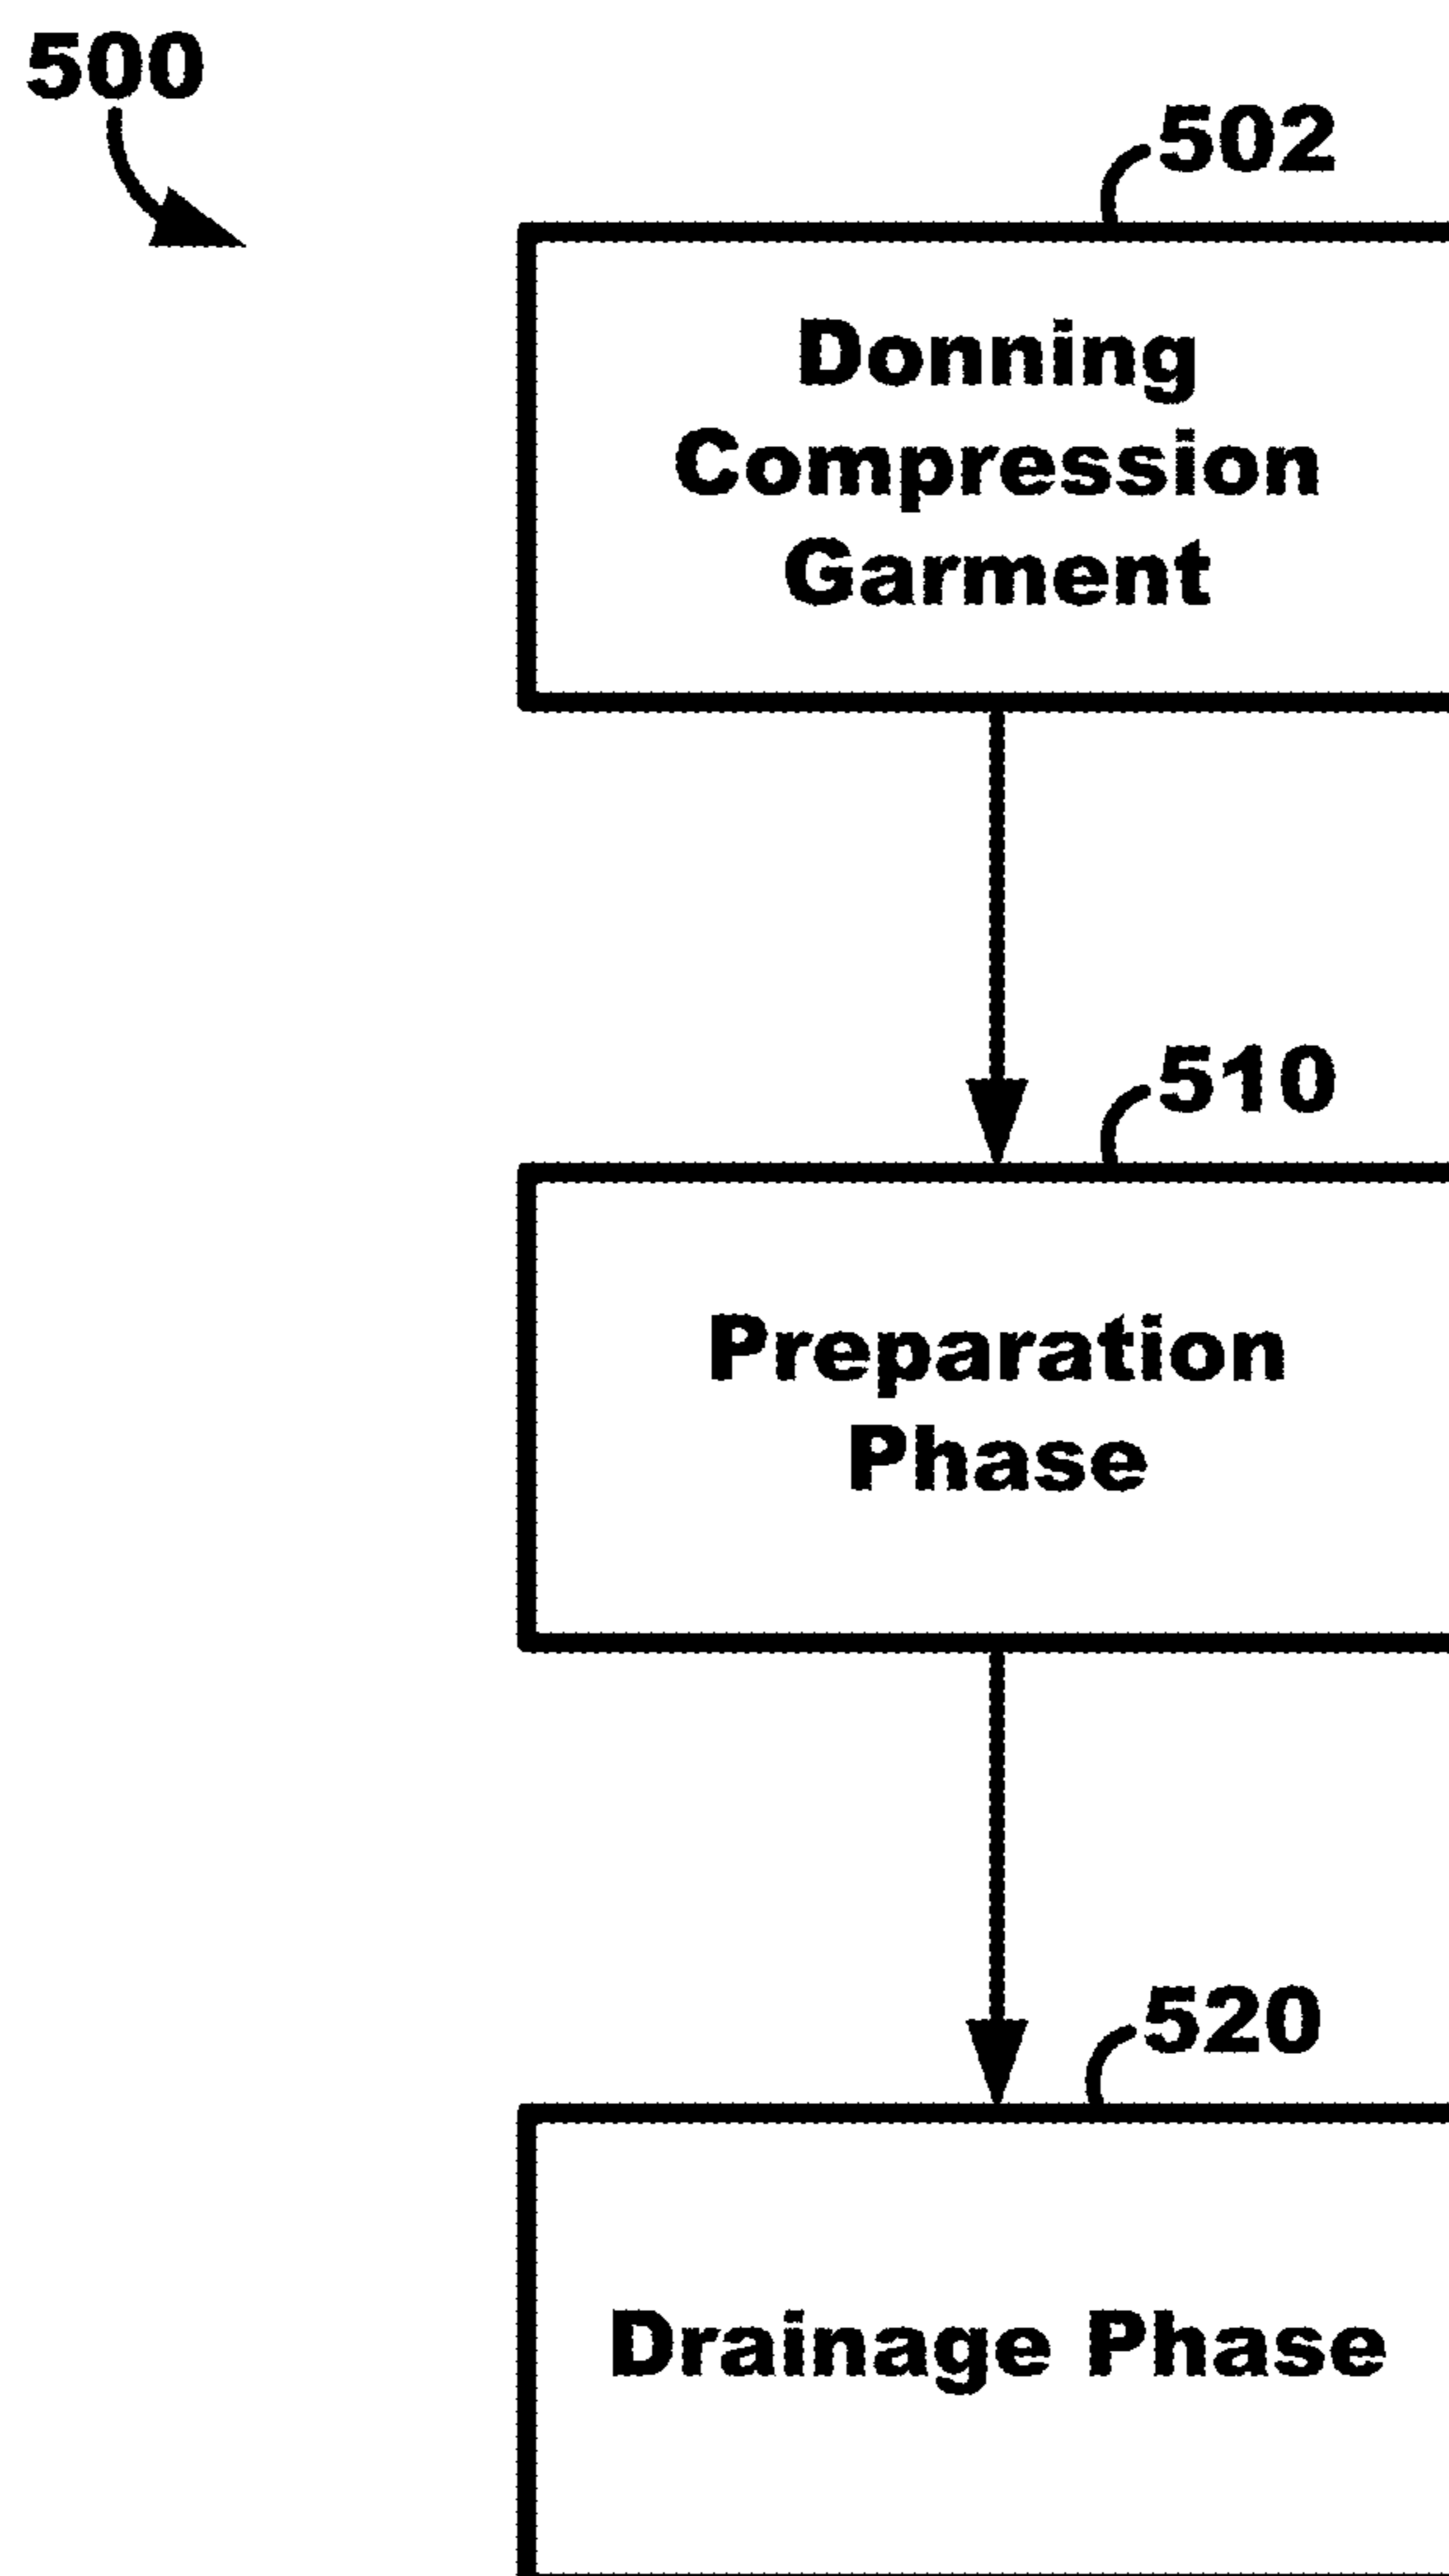 500
502
Donning
Compression
Garment
510
Preparation
Phase
520
Drainage Phase